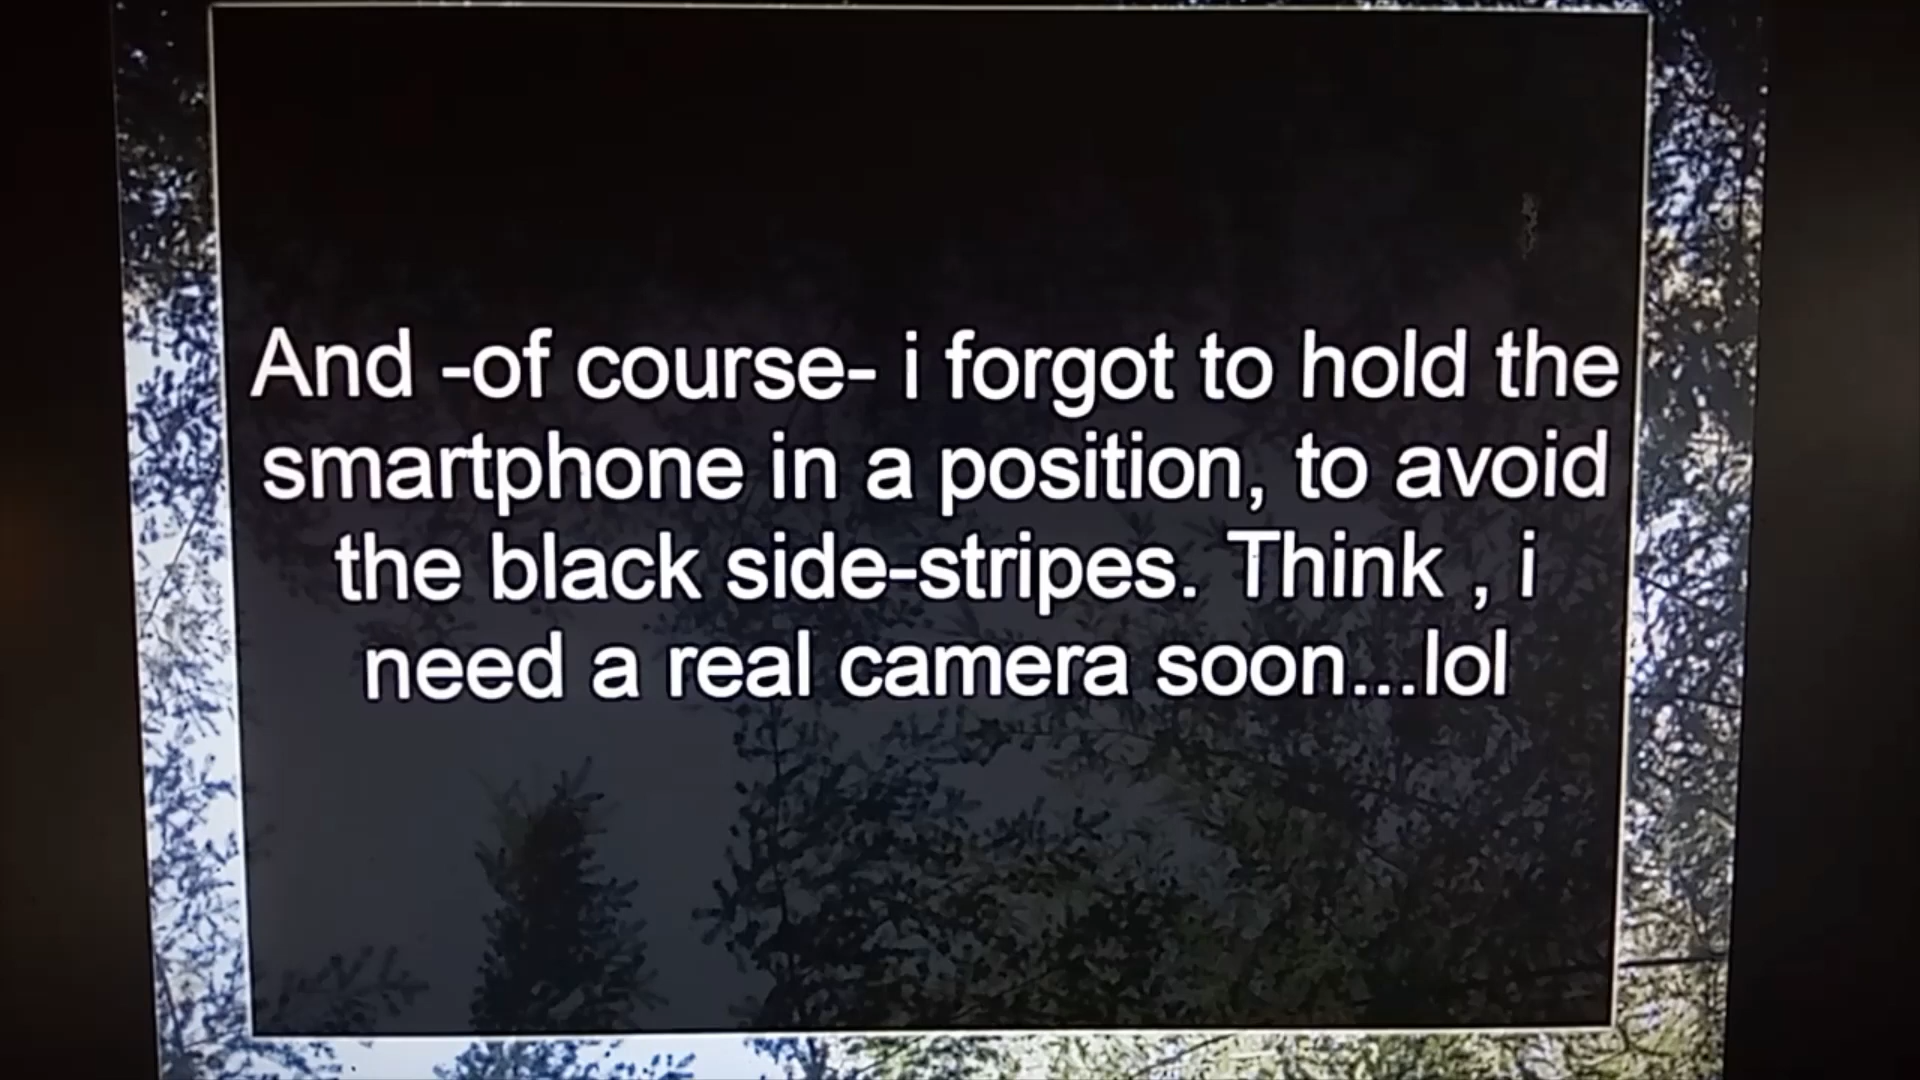 And -of course- i forgot to hold the
smartphone in a position, to avoid
the black side-stripes. Think , i
need a real camera soon...lol